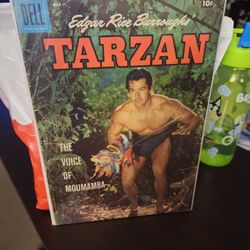 DELL
10¢
Edgar Rice Burroughs'
TARZAN
THE
VOICE
OF
MOUMAMBA